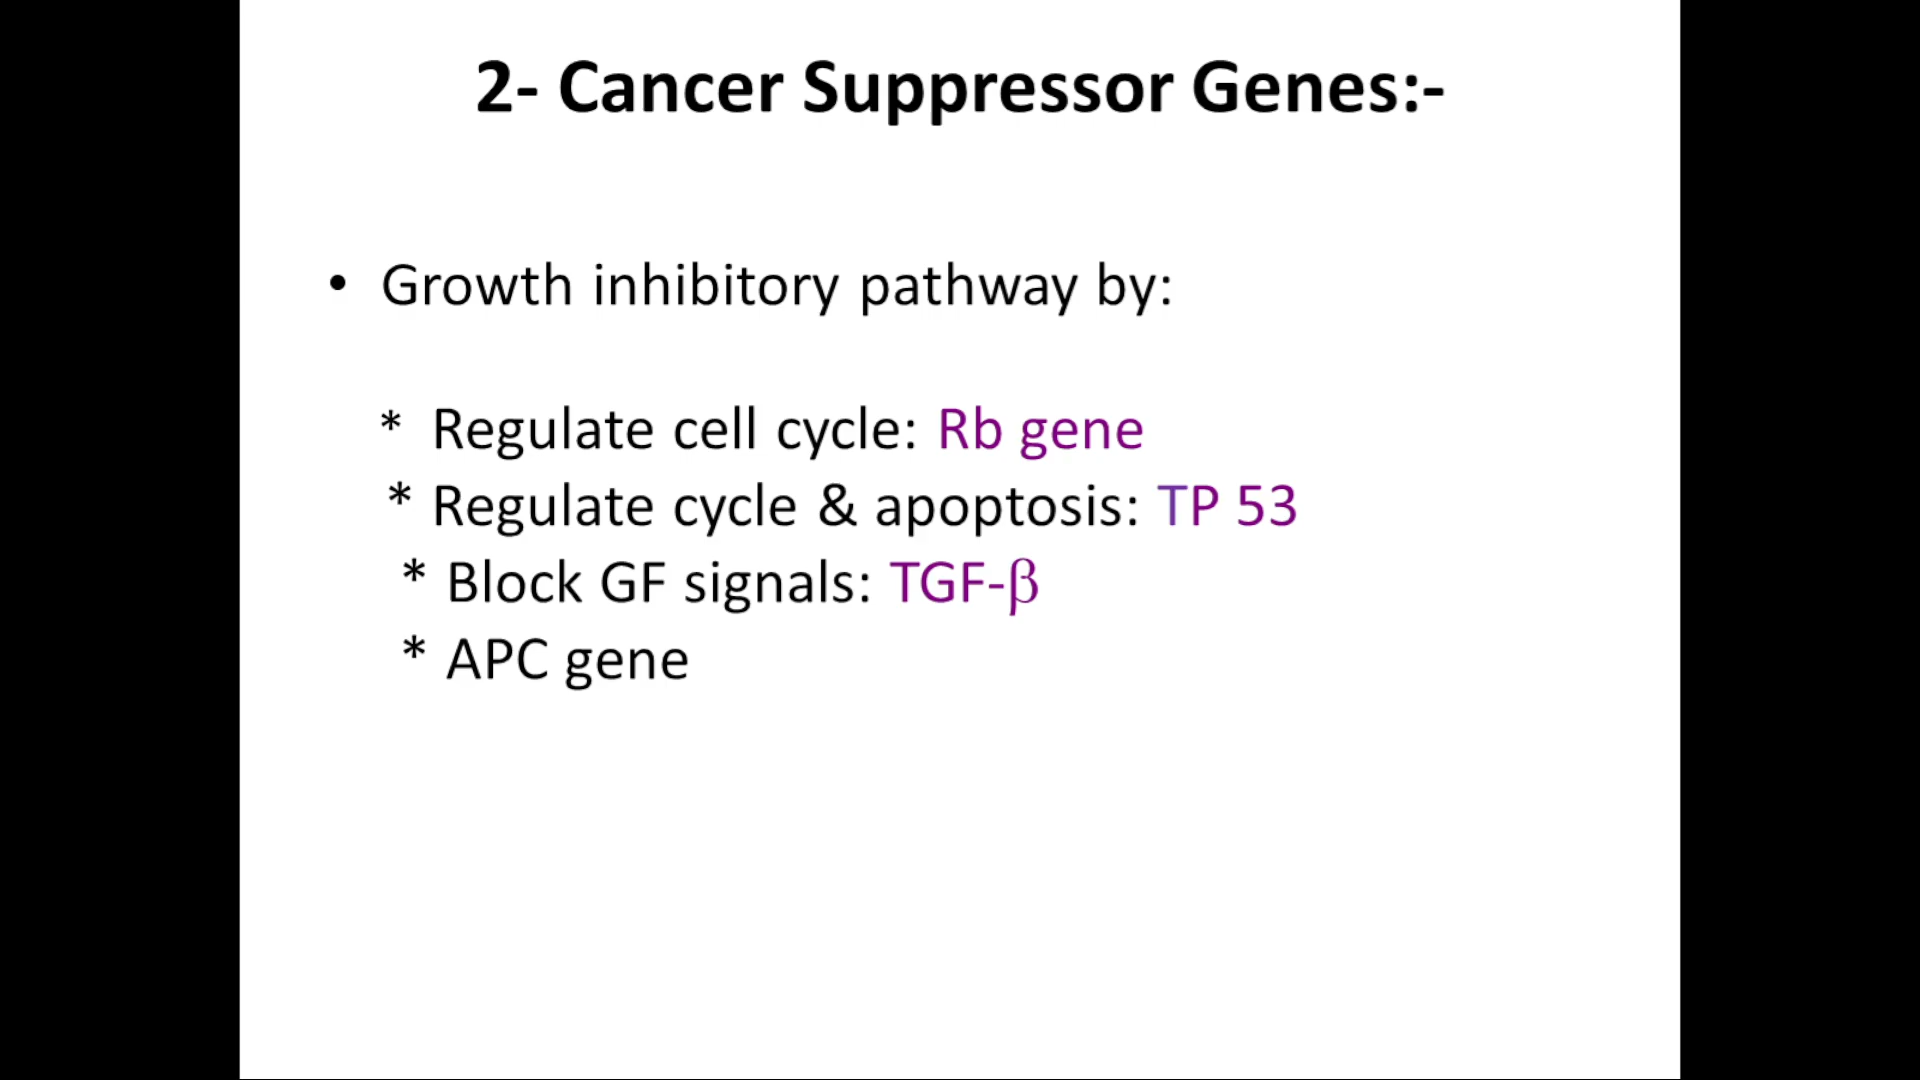 2- Cancer Suppressor Genes:-
• Growth inhibitory pathway by:
* Regulate cell cycle: Rb gene
* Regulate cycle & apoptosis: TP 53
* Block GF signals: TGF-β
* APC gene